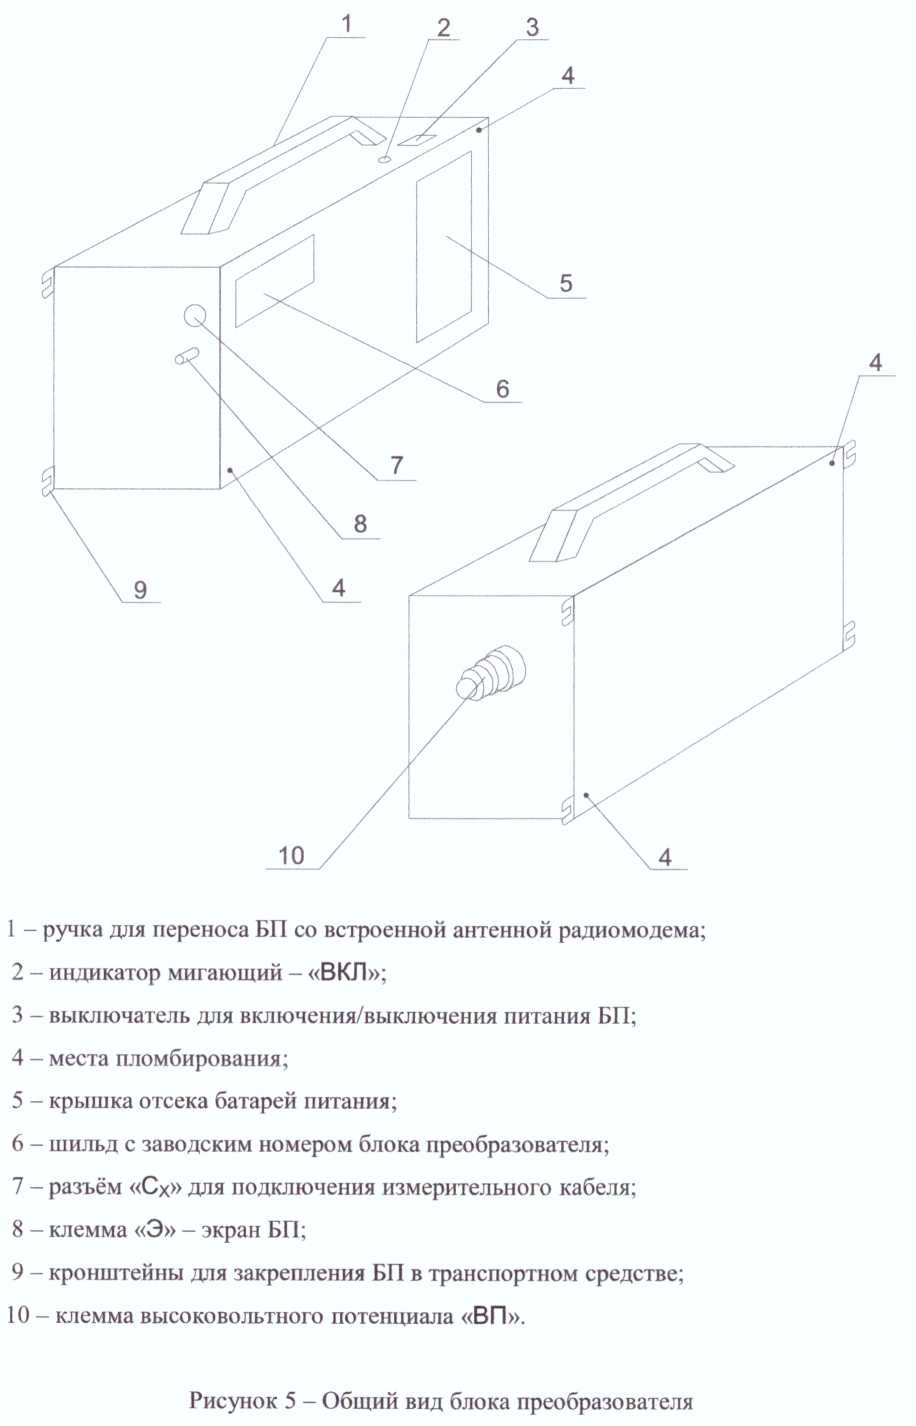 1
2
3
4
5
6
7
8
4
9
4
10
4
1 – ручка для переноса БП со встроенной антенной радиомодема;
2 – индикатор мигающий – «ВКЛ»;
3 – выключатель для включения/выключения питания БП;
4 – места пломбирования;
5 – крышка отсека батарей питания;
6 – шильд с заводским номером блока преобразователя;
7 – разъём «Сх» для подключения измерительного кабеля;
8 – клемма «Э» – экран БП;
9 – кронштейны для закрепления БП в транспортном средстве;
10 – клемма высоковольтного потенциала «ВП».
Рисунок 5 – Общий вид блока преобразователя